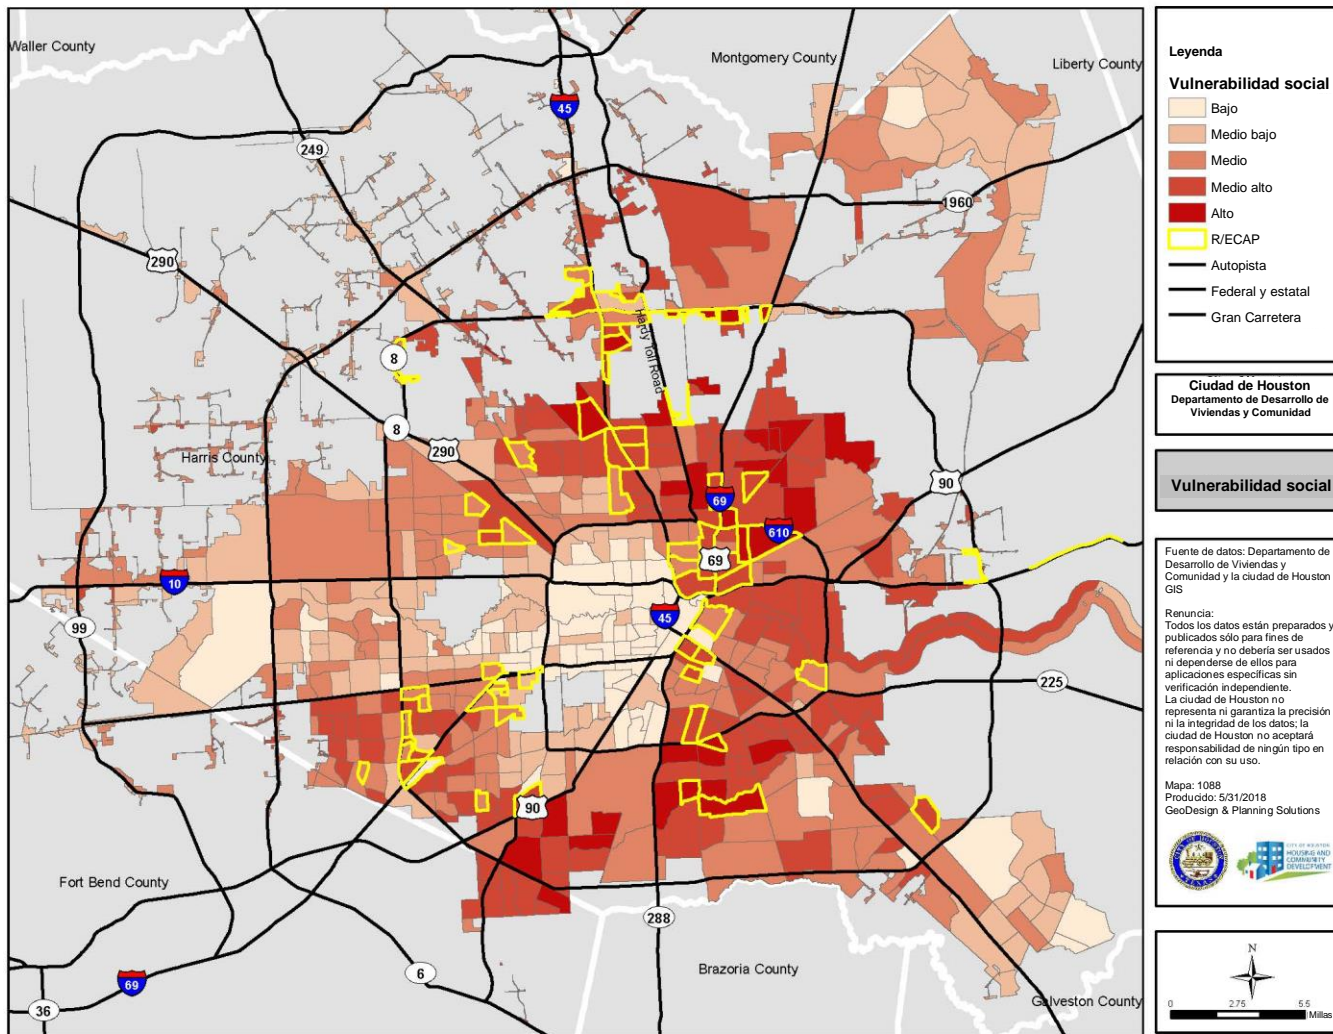 Waller County
Montgomery County
Liberty County
45
249
1960
290
8
Hardy Toll Road
8
290
Harris County
90
69
610
69
10
45
99
225
90
Fort Bend County
288
6
Brazoria County
69
36
Galveston County
Leyenda
Vulnerabilidad social
Bajo
Medio bajo
Medio
Medio alto
Alto
R/ECAP
Autopista
Federal y estatal
Gran Carretera
Ciudad de Houston
Departamento de Desarrollo de
Viviendas y Comunidad
Vulnerabilidad social
Fuente de datos: Departamento de
Desarrollo de Viviendas y
Comunidad y la ciudad de Houston
GIS
Renuncia:
Todos los datos están preparados y
publicados sólo para fines de
referencia y no debería ser usados
ni dependerse de ellos para
aplicaciones específicas sin
verificación independiente.
La ciudad de Houston no
representa ni garantiza la precisión
ni la integridad de los datos; la
ciudad de Houston no aceptará
responsabilidad de ningún tipo en
relación con su uso.
Mapa: 1088
Producido: 5/31/2018
GeoDesign & Planning Solutions
CITY OF HOUSTON
HOUSING AND
COMMUNITY
DEVELOPMENT
N
0 2.75 5.5
Millas